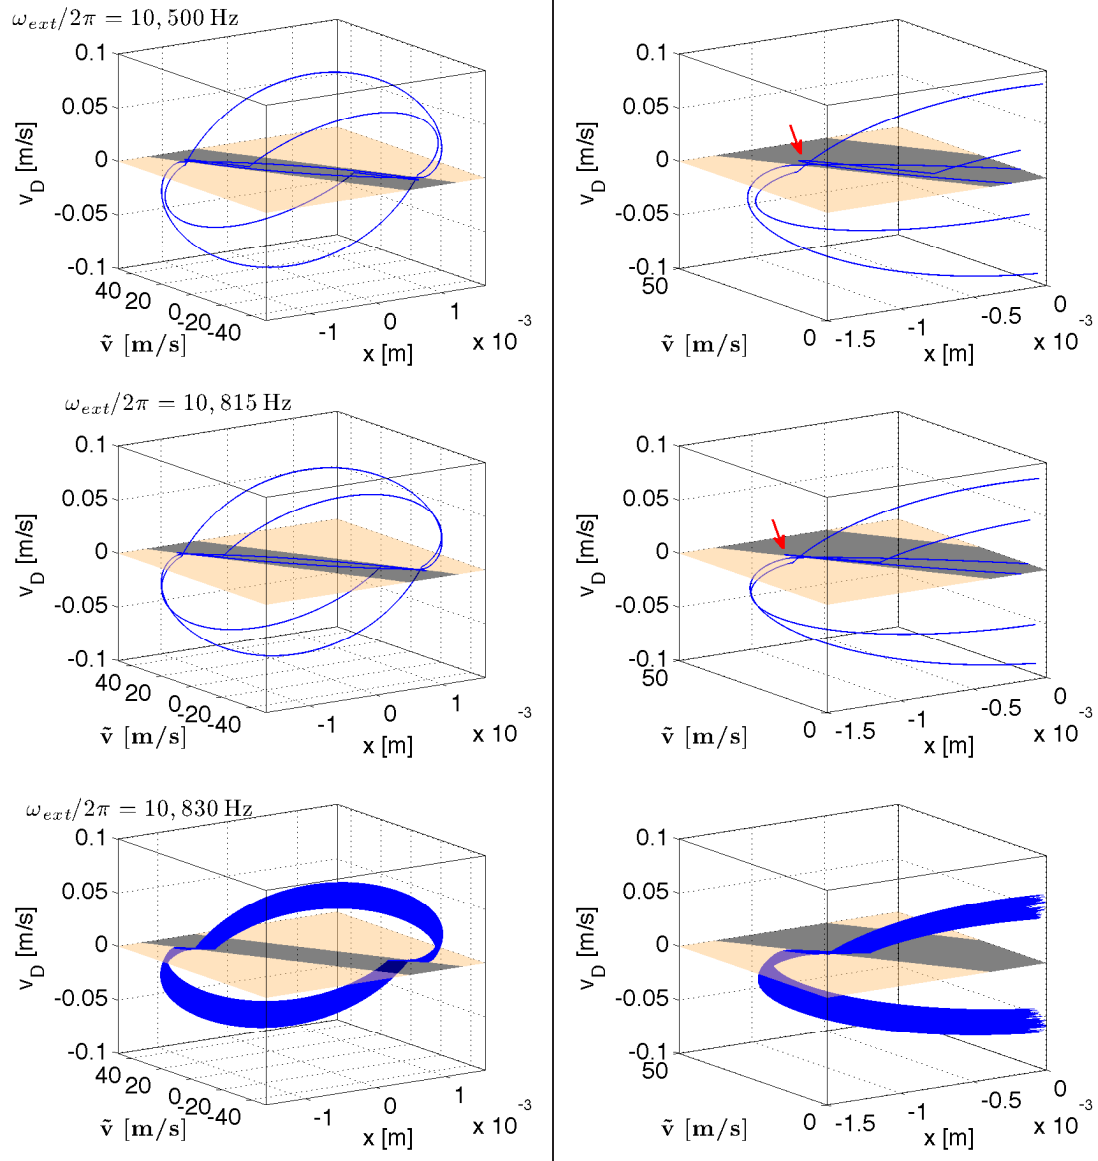 ω_ext/2π = 10, 500 Hz
0.1
0.05
0
-0.05
-0.1
v_D [m/s]
40
20
0
-20
-40
ṽ [m/s]
-1
0
1
x [m]
x 10^-3
0.1
0.05
0
-0.05
-0.1
v_D [m/s]
50
0
ṽ [m/s]
-1.5
-1
-0.5
0
x [m]
x 10^-3
ω_ext/2π = 10, 815 Hz
0.1
0.05
0
-0.05
-0.1
v_D [m/s]
40
20
0
-20
-40
ṽ [m/s]
-1
0
1
x [m]
x 10^-3
0.1
0.05
0
-0.05
-0.1
v_D [m/s]
50
0
ṽ [m/s]
-1.5
-1
-0.5
0
x [m]
x 10^-3
ω_ext/2π = 10, 830 Hz
0.1
0.05
0
-0.05
-0.1
v_D [m/s]
40
20
0
-20
-40
ṽ [m/s]
-1
0
1
x [m]
x 10^-3
0.1
0.05
0
-0.05
-0.1
v_D [m/s]
50
0
ṽ [m/s]
-1.5
-1
-0.5
0
x [m]
x 10^-3